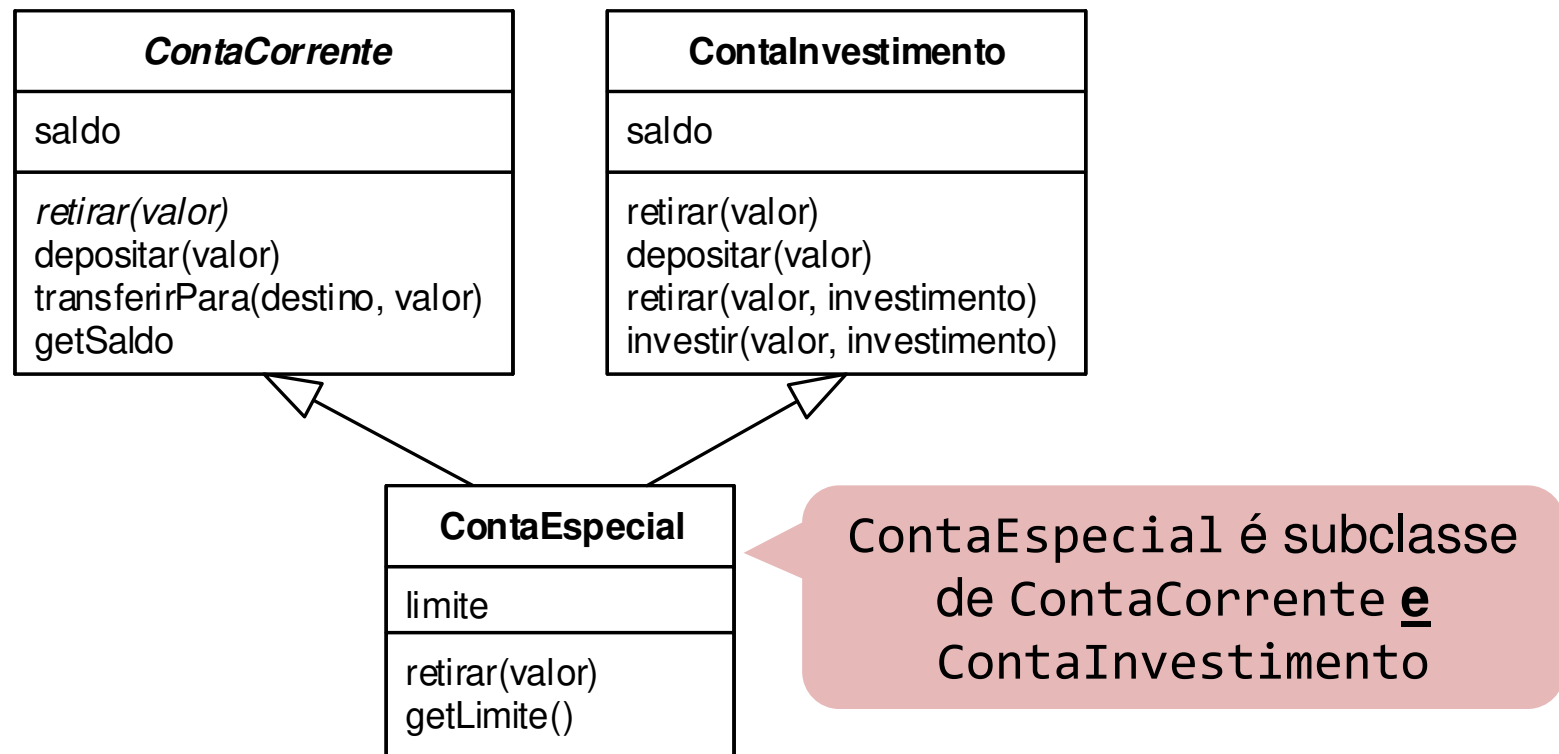 ContaCorrente
saldo
retirar(valor)
depositar(valor)
transferirPara(destino, valor)
getSaldo
ContaInvestimento
saldo
retirar(valor)
depositar(valor)
retirar(valor, investimento)
investir(valor, investimento)
ContaEspecial
limite
retirar(valor)
getLimite()
ContaEspecial é subclasse
de ContaCorrente e
ContaInvestimento